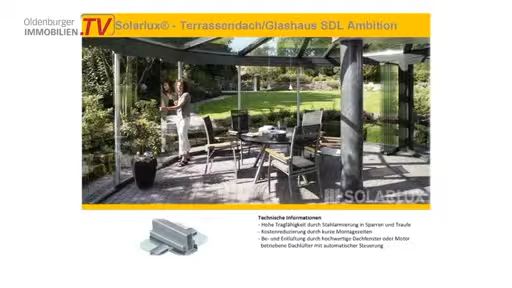 Oldenburger
IMMOBILIEN.TV
Solarlux® - Terrassendach/Glashaus SDL Ambition
SOLARLUX
Technische Informationen
- Hohe Tragfähigkeit durch Stahlarmierung in Sparren und Traufe
- Kostenreduzierung durch kurze Montagezeiten
- Be- und Entlüftung durch hochwertige Dachfenster oder Motor
betriebene Dachlüfter mit automatischer Steuerung